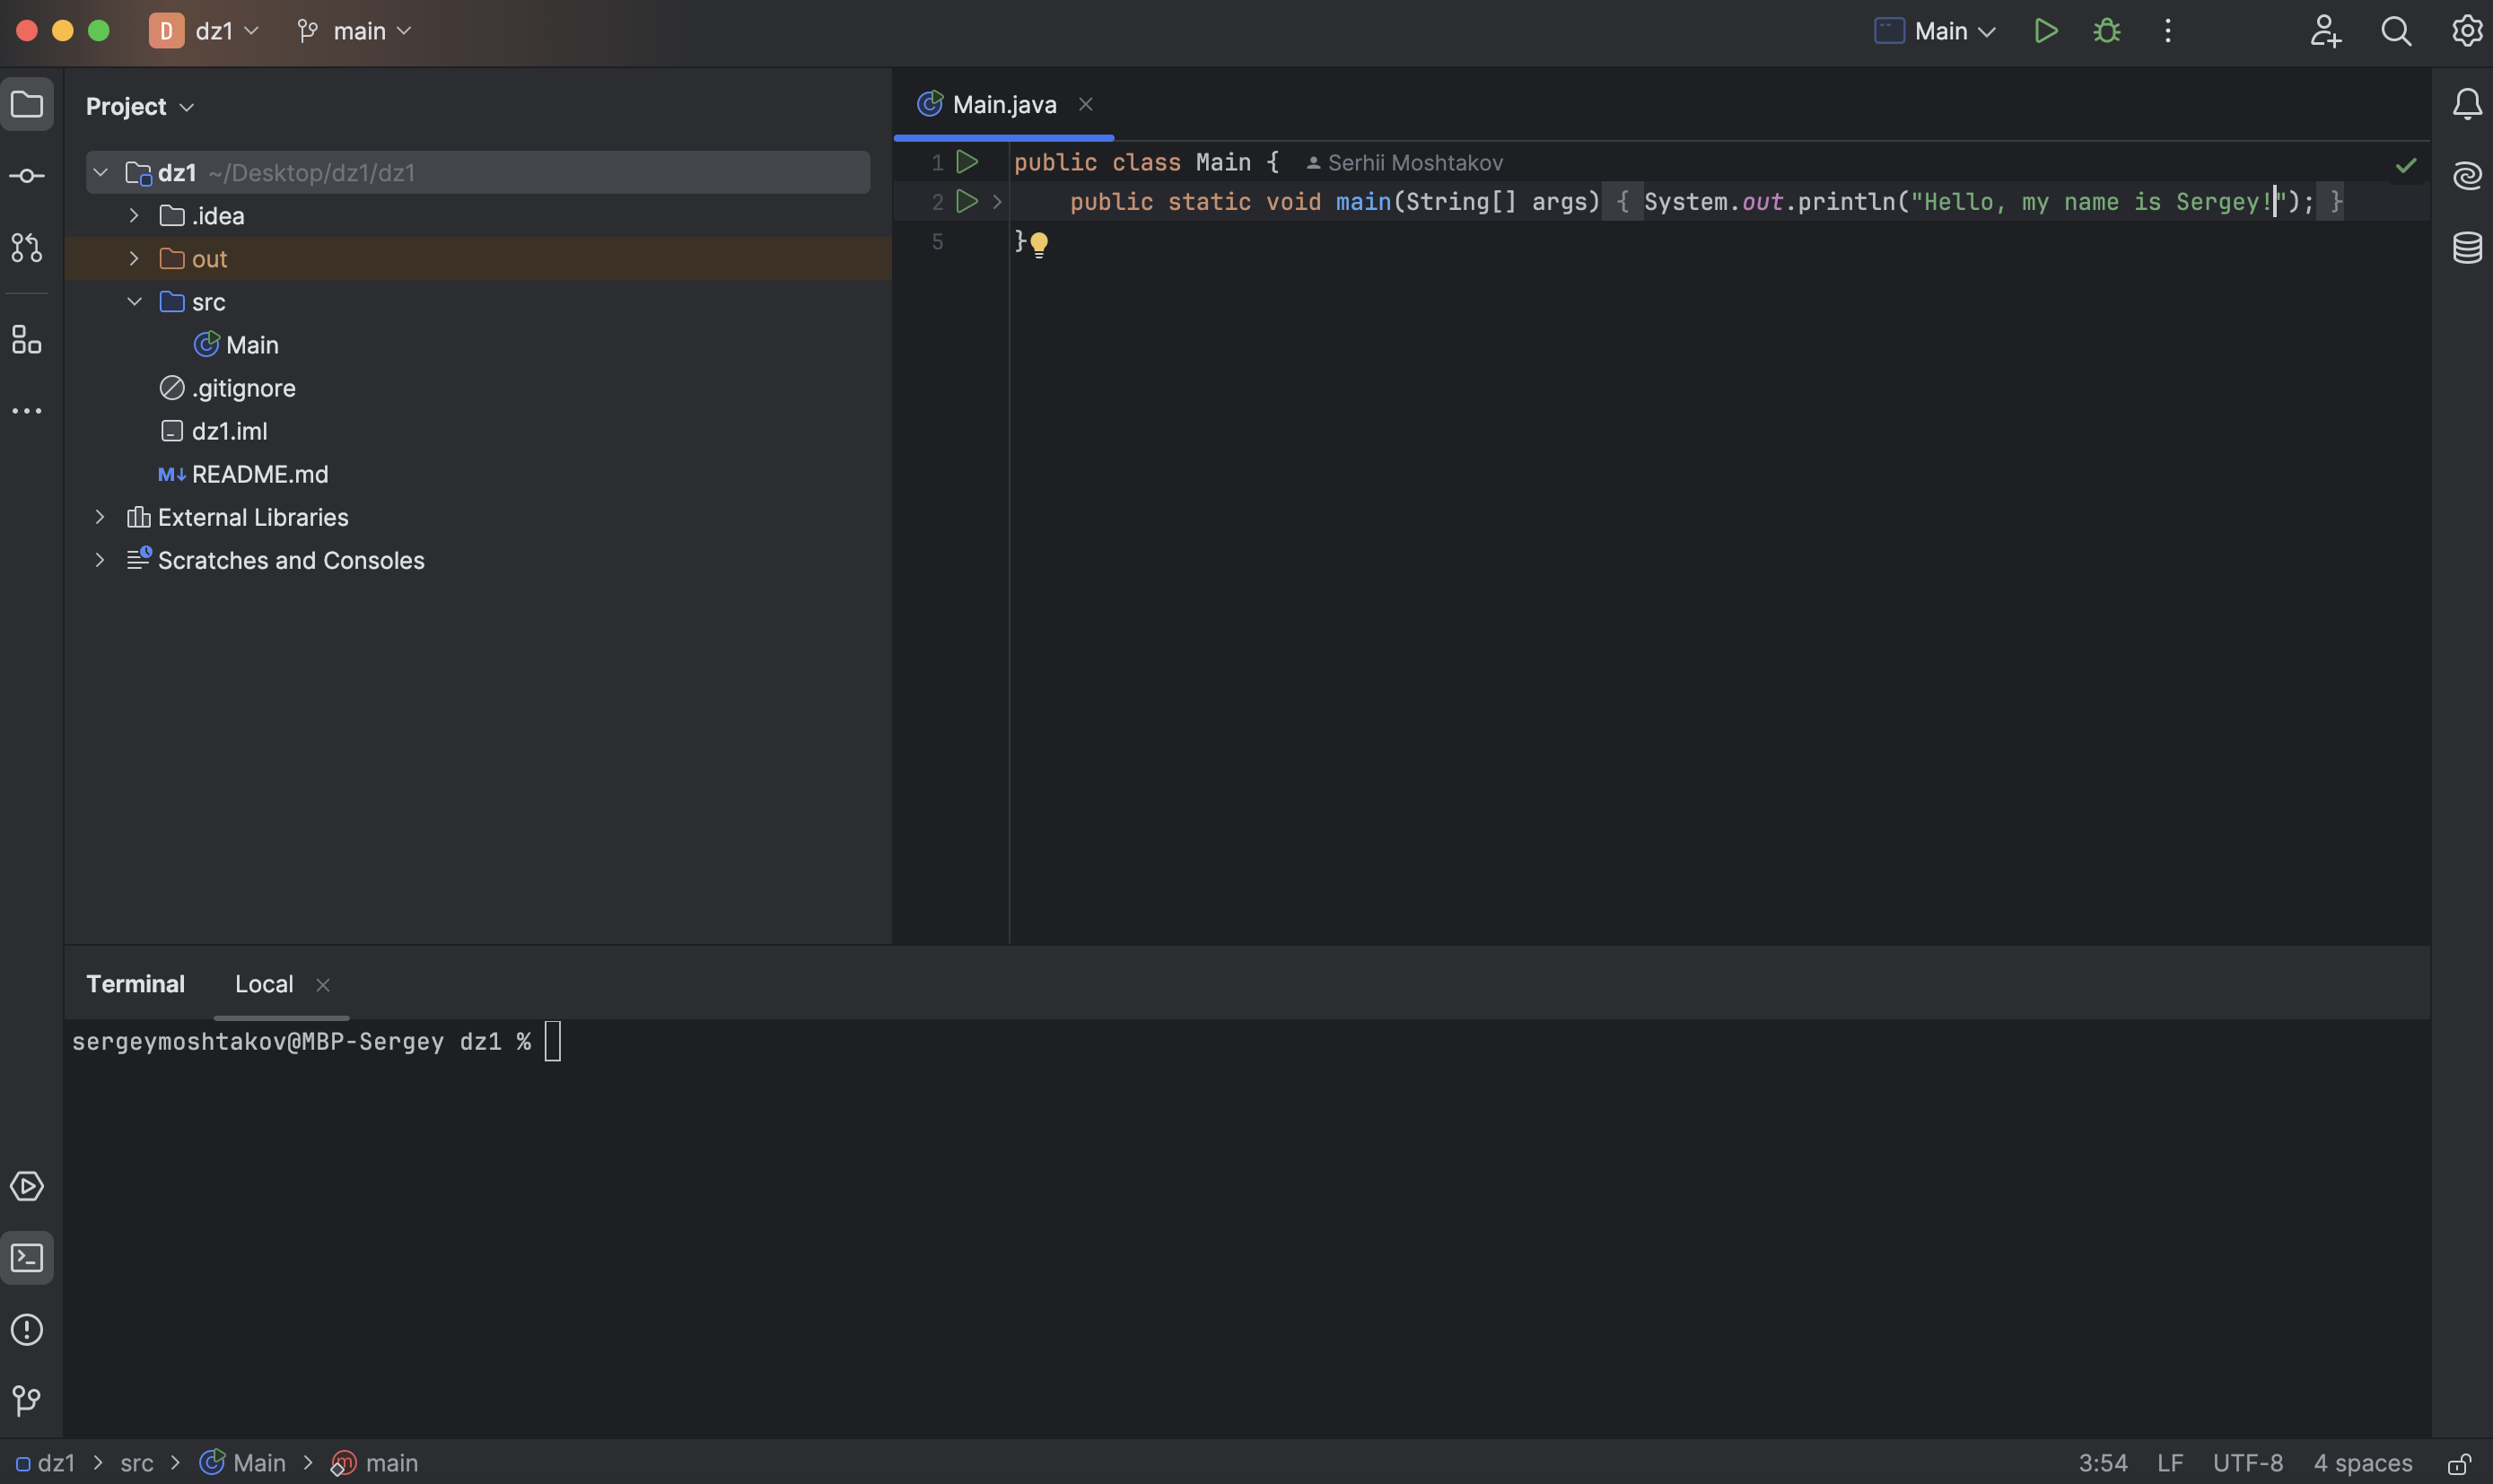 D dz1 main Main
Project
Main.java
dz1 ~/Desktop/dz1/dz1
.idea
out
src
Main
.gitignore
dz1.iml
M↓ README.md
External Libraries
Scratches and Consoles
1 public class Main { Serhii Moshtakov
2 public static void main(String[] args) { System.out.println("Hello, my name is Sergey!"); }
5 }
Terminal Local
sergeymoshtakov@MBP-Sergey dz1 %
dz1 > src > Main > main
3:54 LF UTF-8 4 spaces